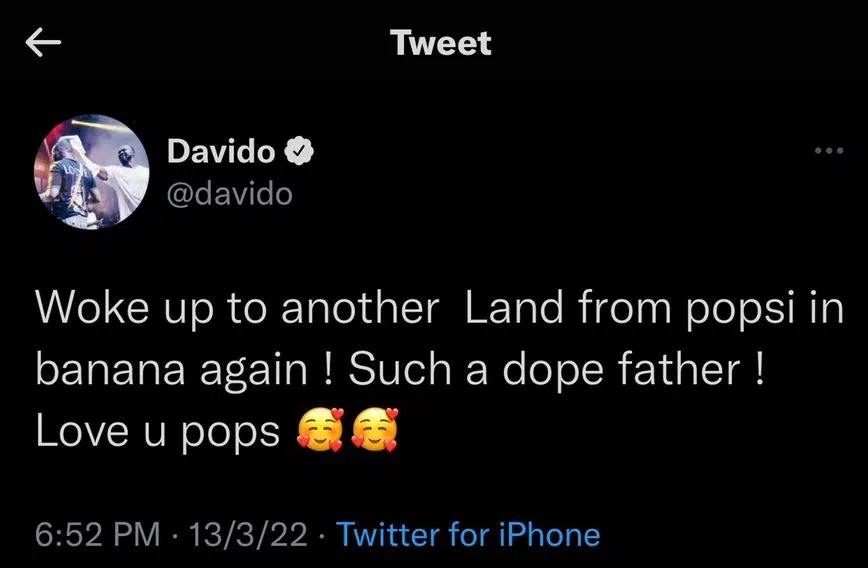 Tweet
Davido
@davido
Woke up to another  Land from popsi in
banana again ! Such a dope father !
Love u pops 🥰🥰
6:52 PM · 13/3/22 · Twitter for iPhone